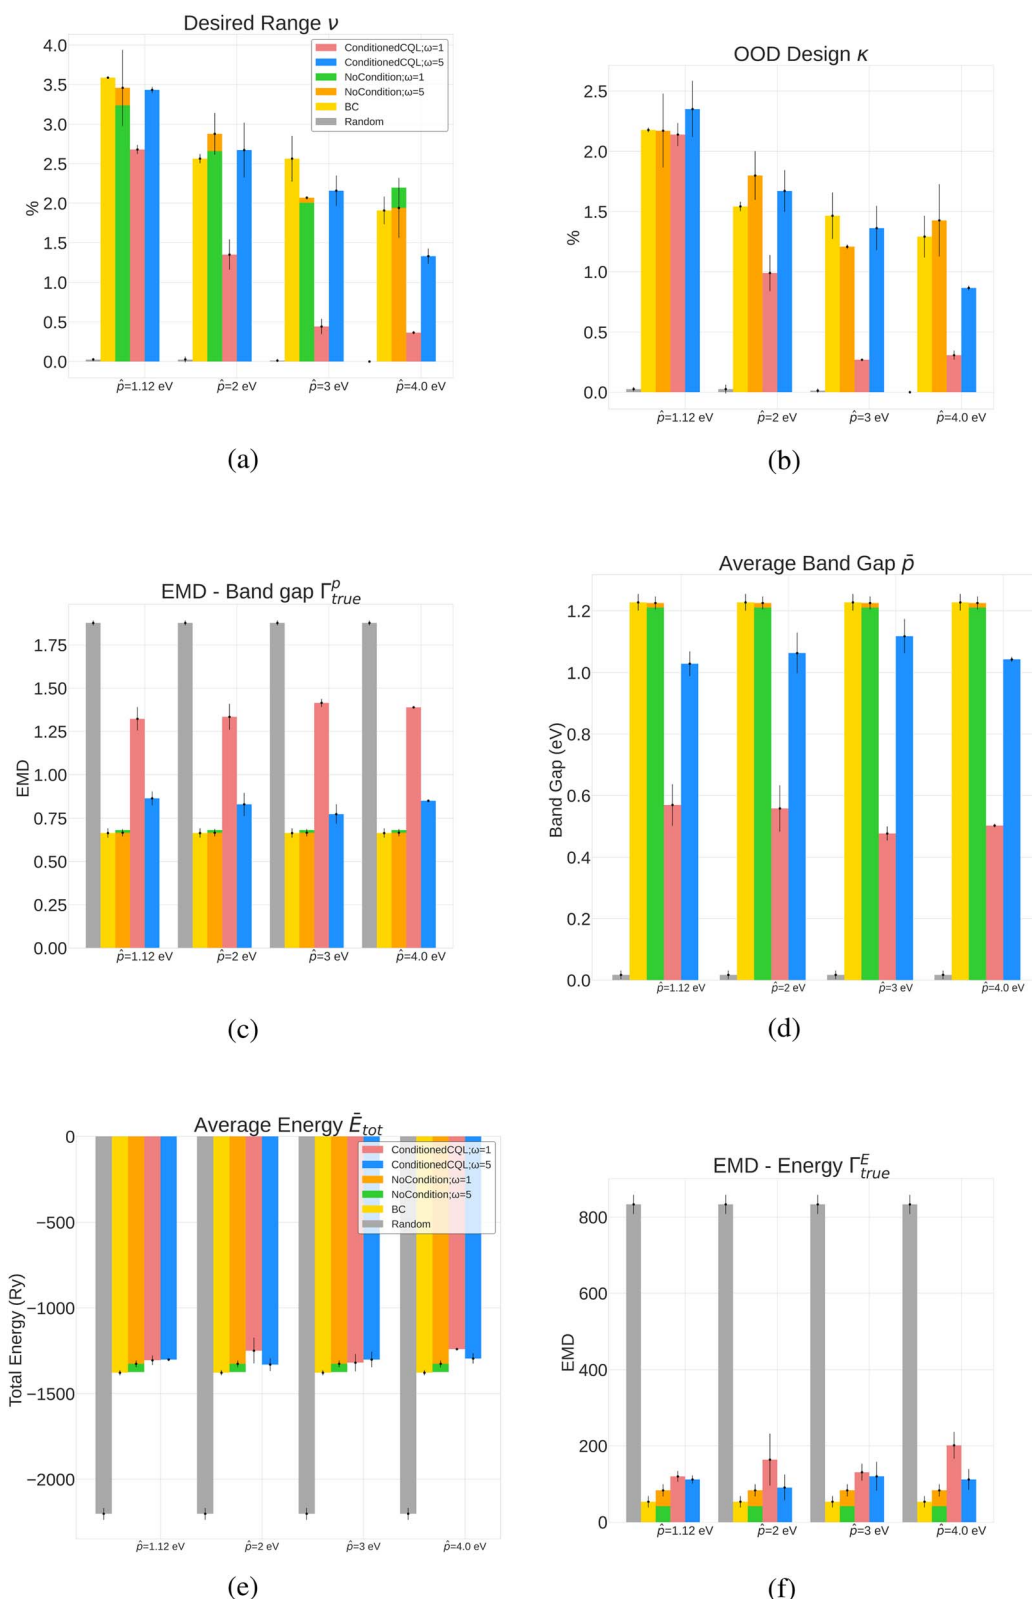 Desired Range ν
4.0
3.5
3.0
2.5
2.0
1.5
1.0
0.5
0.0
%
ConditionedCQL;ω=1
ConditionedCQL;ω=5
NoCondition;ω=1
NoCondition;ω=5
BC
Random
p̂=1.12 eV p̂=2 eV p̂=3 eV p̂=4.0 eV
(a)
OOD Design κ
2.5
2.0
1.5
1.0
0.5
0.0
%
p̂=1.12 eV p̂=2 eV p̂=3 eV p̂=4.0 eV
(b)
EMD - Band gap Γ^p_true
1.75
1.50
1.25
1.00
0.75
0.50
0.25
0.00
EMD
p̂=1.12 eV p̂=2 eV p̂=3 eV p̂=4.0 eV
(c)
Average Band Gap p̄
1.2
1.0
0.8
0.6
0.4
0.2
0.0
Band Gap (eV)
p̂=1.12 eV p̂=2 eV p̂=3 eV p̂=4.0 eV
(d)
Average Energy Ē_tot
0
−500
−1000
−1500
−2000
Total Energy (Ry)
ConditionedCQL;ω=1
ConditionedCQL;ω=5
NoCondition;ω=1
NoCondition;ω=5
BC
Random
p̂=1.12 eV p̂=2 eV p̂=3 eV p̂=4.0 eV
(e)
EMD - Energy Γ^E_true
800
600
400
200
0
EMD
p̂=1.12 eV p̂=2 eV p̂=3 eV p̂=4.0 eV
(f)